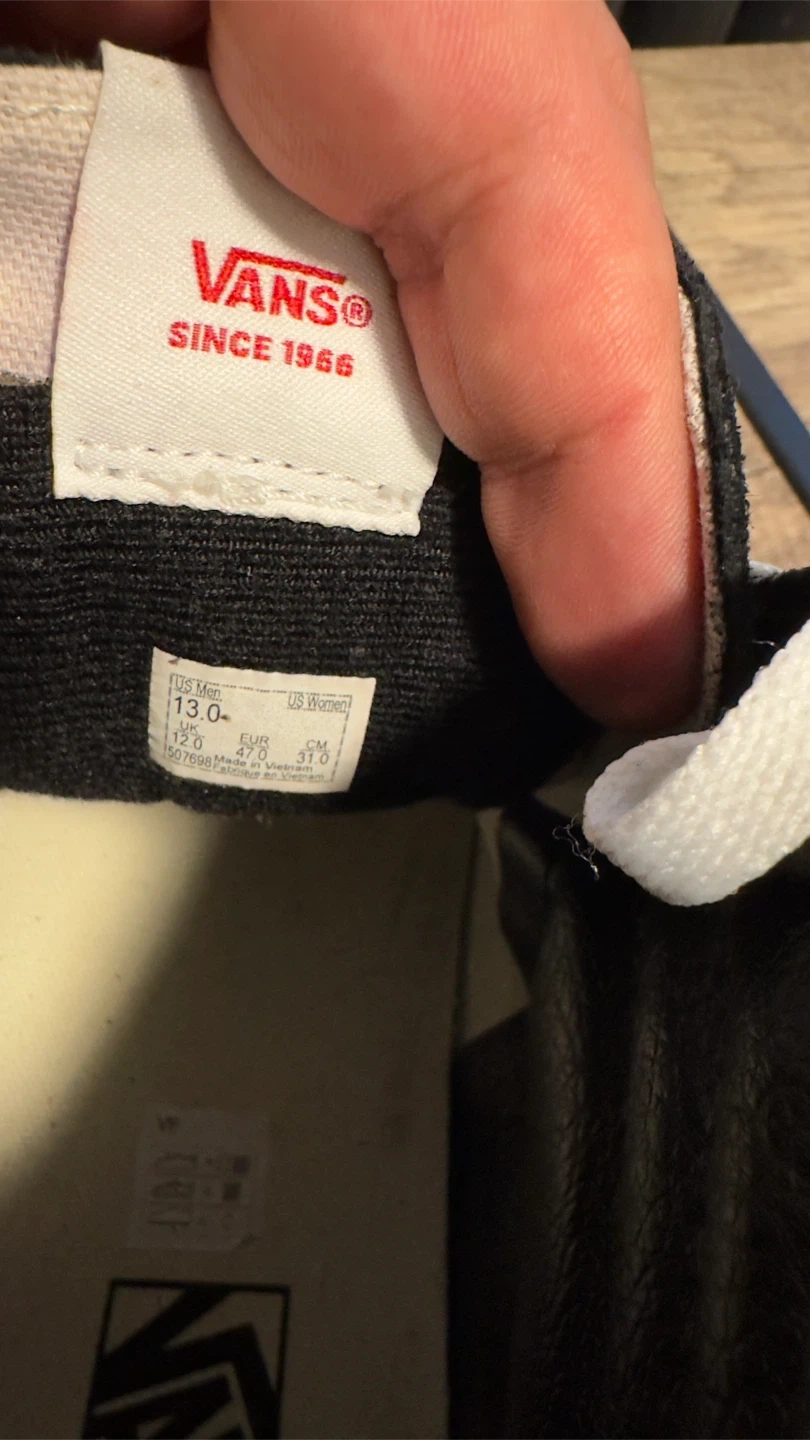 VANS®
SINCE 1966
US Men US Women
13.0
UK EUR CM
12.0 47.0 31.0
507698 Made in Vietnam
Fabriqué en Vietnam